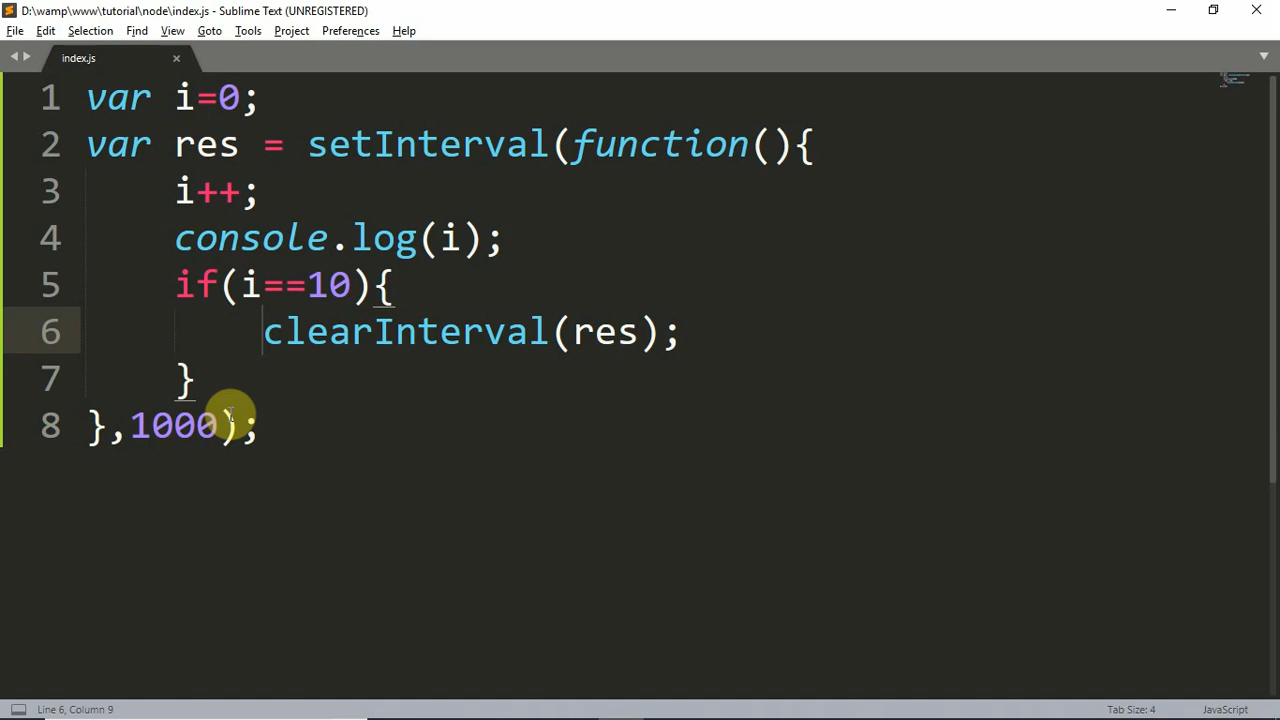 D:\wamp\www\tutorial\node\index.js - Sublime Text (UNREGISTERED)
File Edit Selection Find View Goto Tools Project Preferences Help
index.js
1 var i=0;
2 var res = setInterval(function(){
3 i++;
4 console.log(i);
5 if(i==10){
6 clearInterval(res);
7 }
8 },1000);
Line 6, Column 9 Tab Size: 4 JavaScript